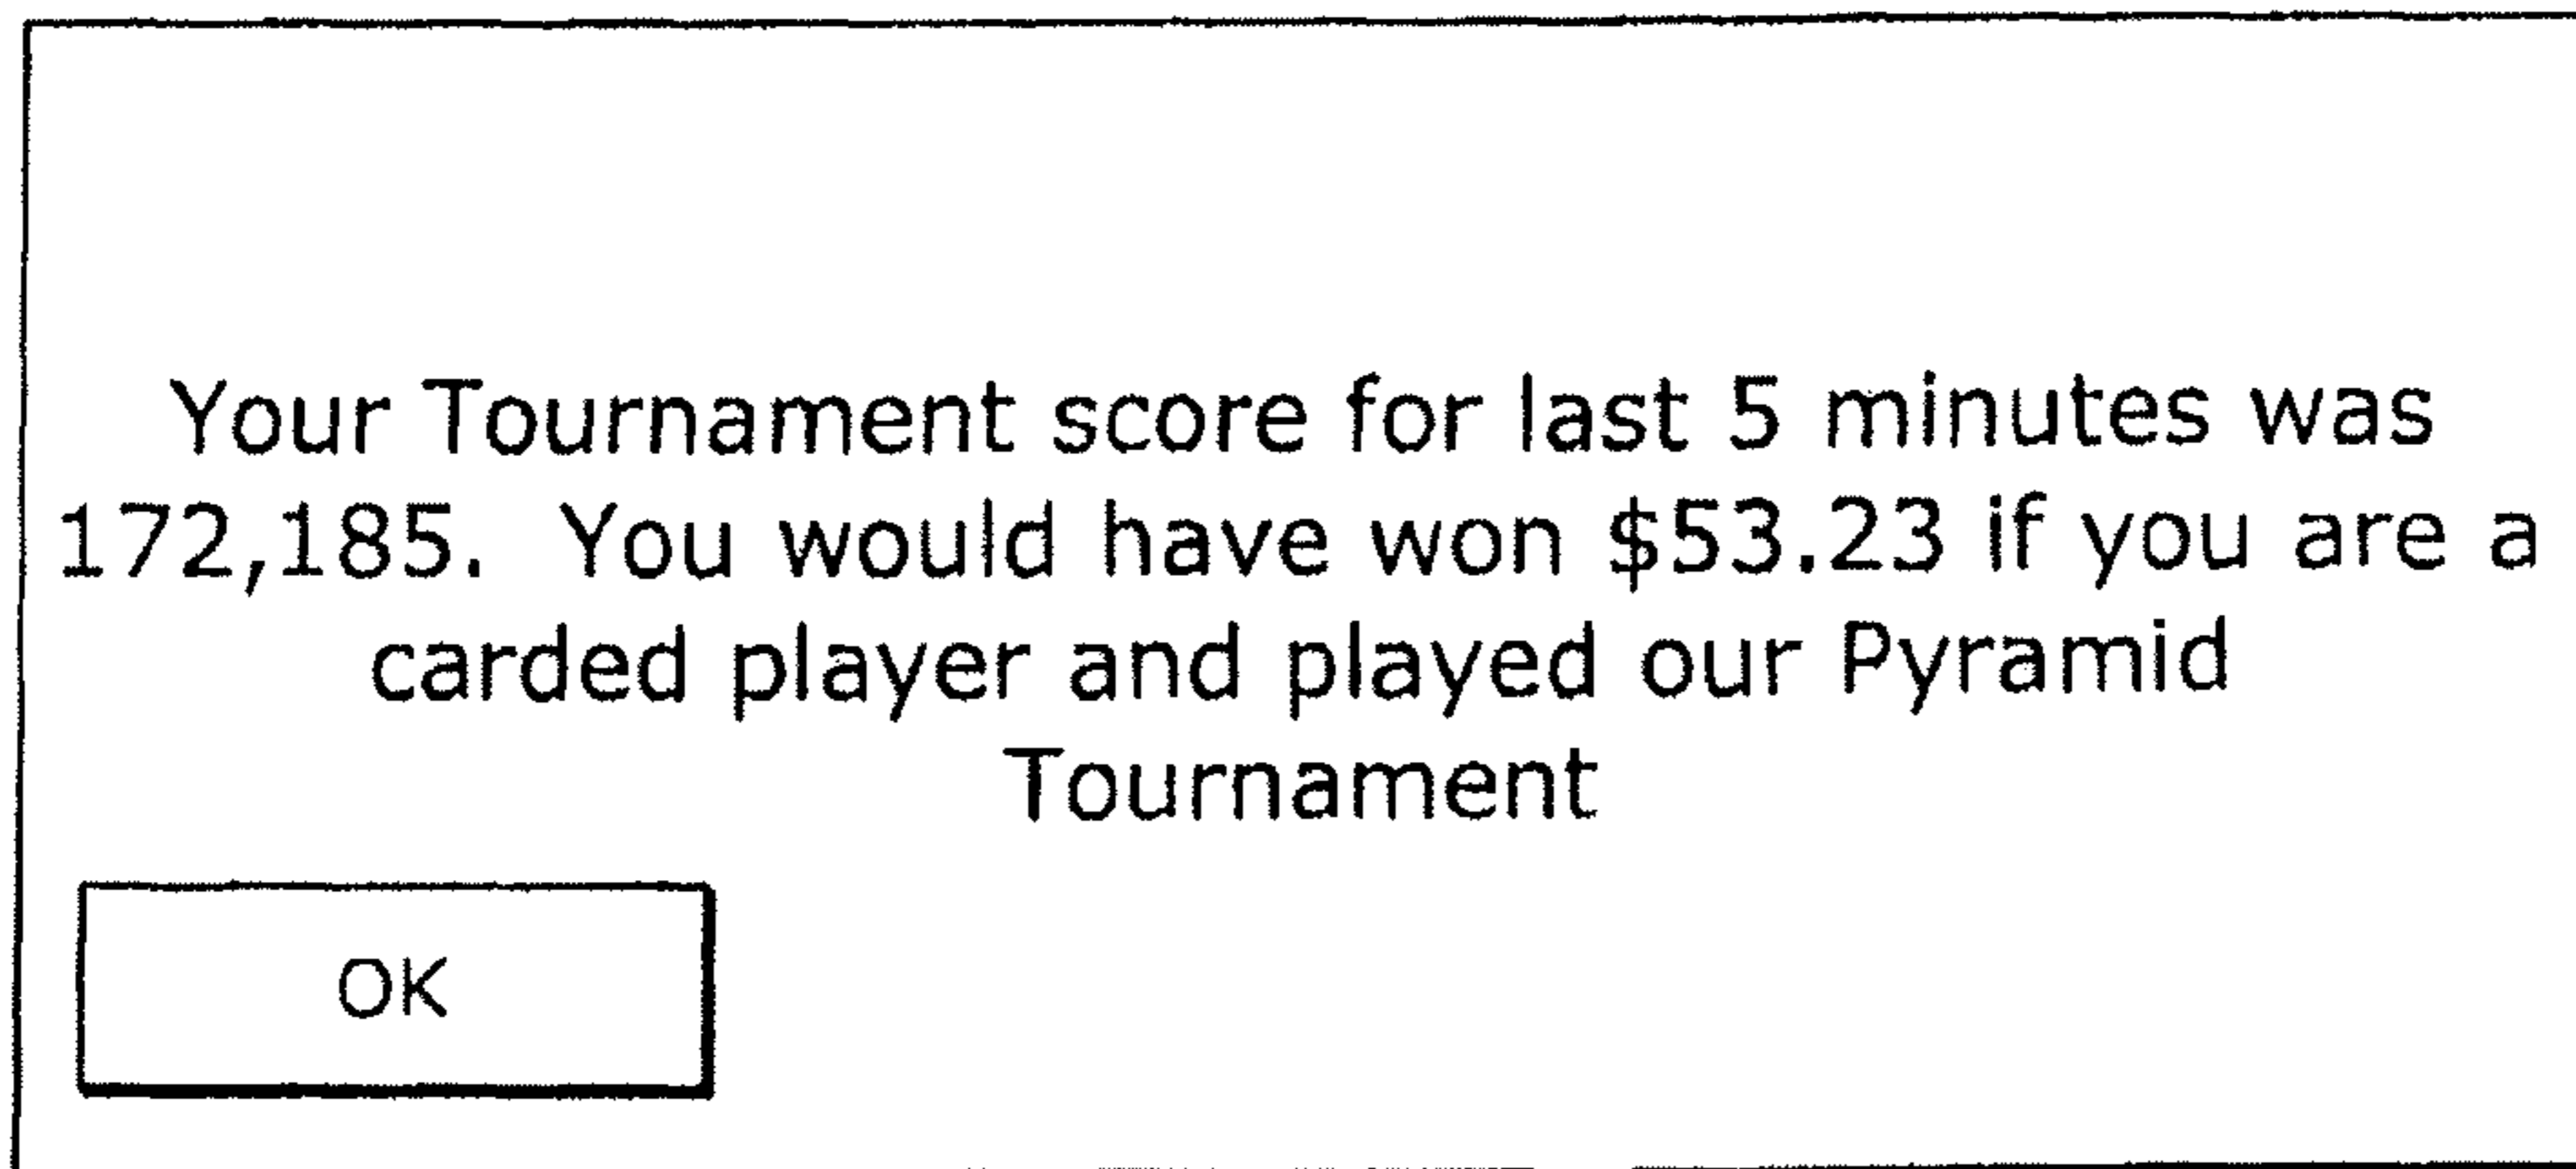 Your Tournament score for last 5 minutes was
172,185.  You would have won $53.23 if you are a
carded player and played our Pyramid
Tournament
OK